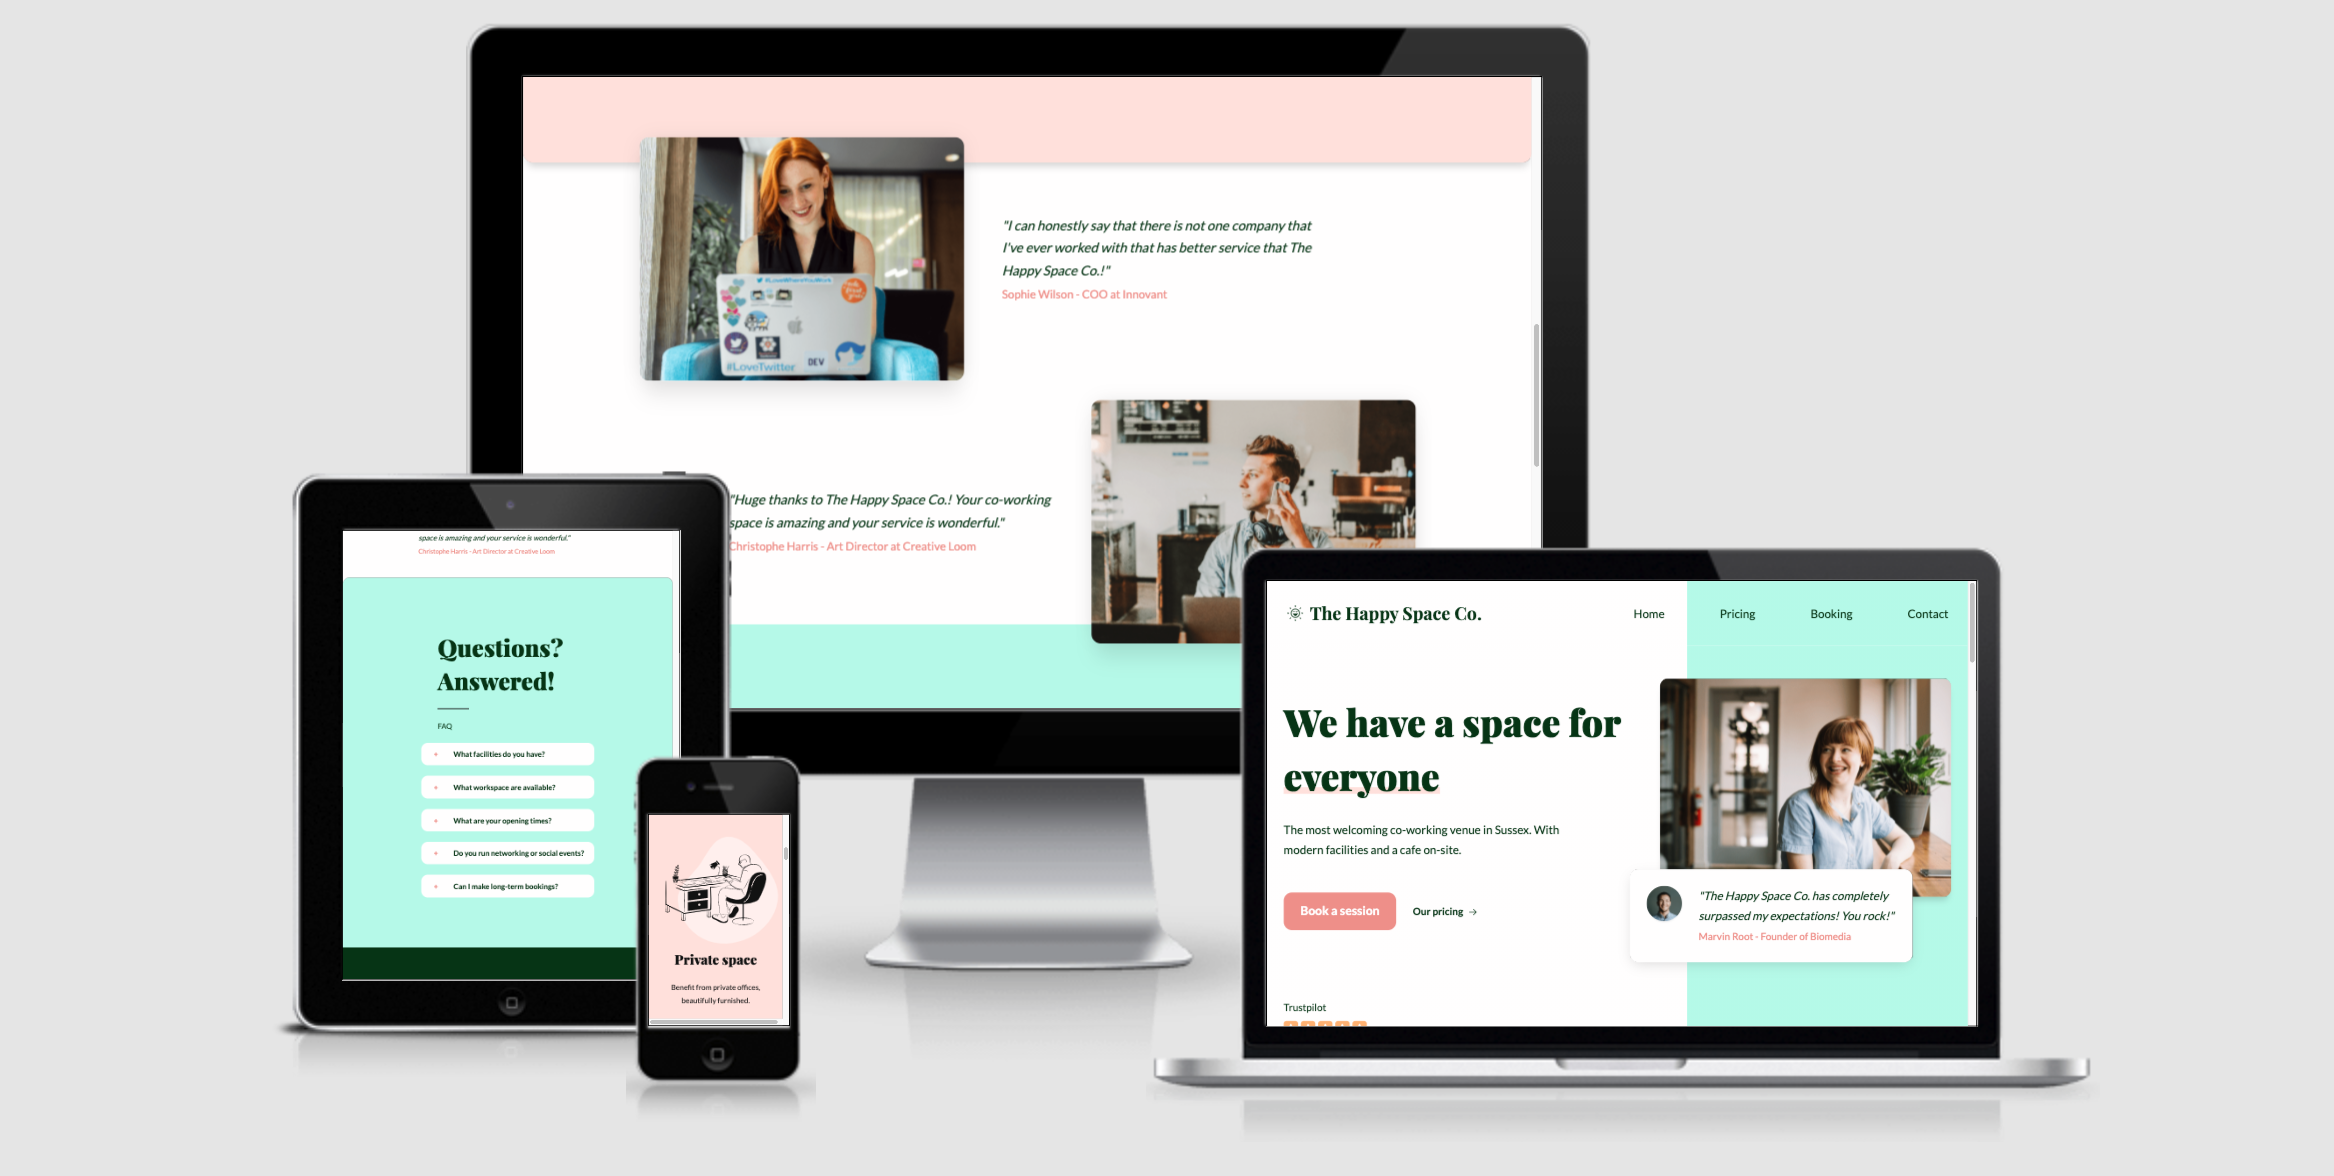 "I can honestly say that there is not one company that
I've ever worked with that has better service that The
Happy Space Co.!"
Sophie Wilson - COO at Innovant
#LoveWhereYouWork
DEV
#LoveTwitter
"Huge thanks to The Happy Space Co.! Your co-working
space is amazing and your service is wonderful."
Christophe Harris - Art Director at Creative Loom
space is amazing and your service is wonderful."
Christophe Harris - Art Director at Creative Loom
Questions?
Answered!
FAQ
+ What facilities do you have?
+ What workspace are available?
+ What are your opening times?
+ Do you run networking or social events?
+ Can I make long-term bookings?
Private space
Benefit from private offices,
beautifully furnished.
The Happy Space Co.
Home Pricing Booking Contact
We have a space for
everyone
The most welcoming co-working venue in Sussex. With
modern facilities and a cafe on-site.
Book a session Our pricing →
"The Happy Space Co. has completely
surpassed my expectations! You rock!"
Marvin Root - Founder of Biomedia
Trustpilot